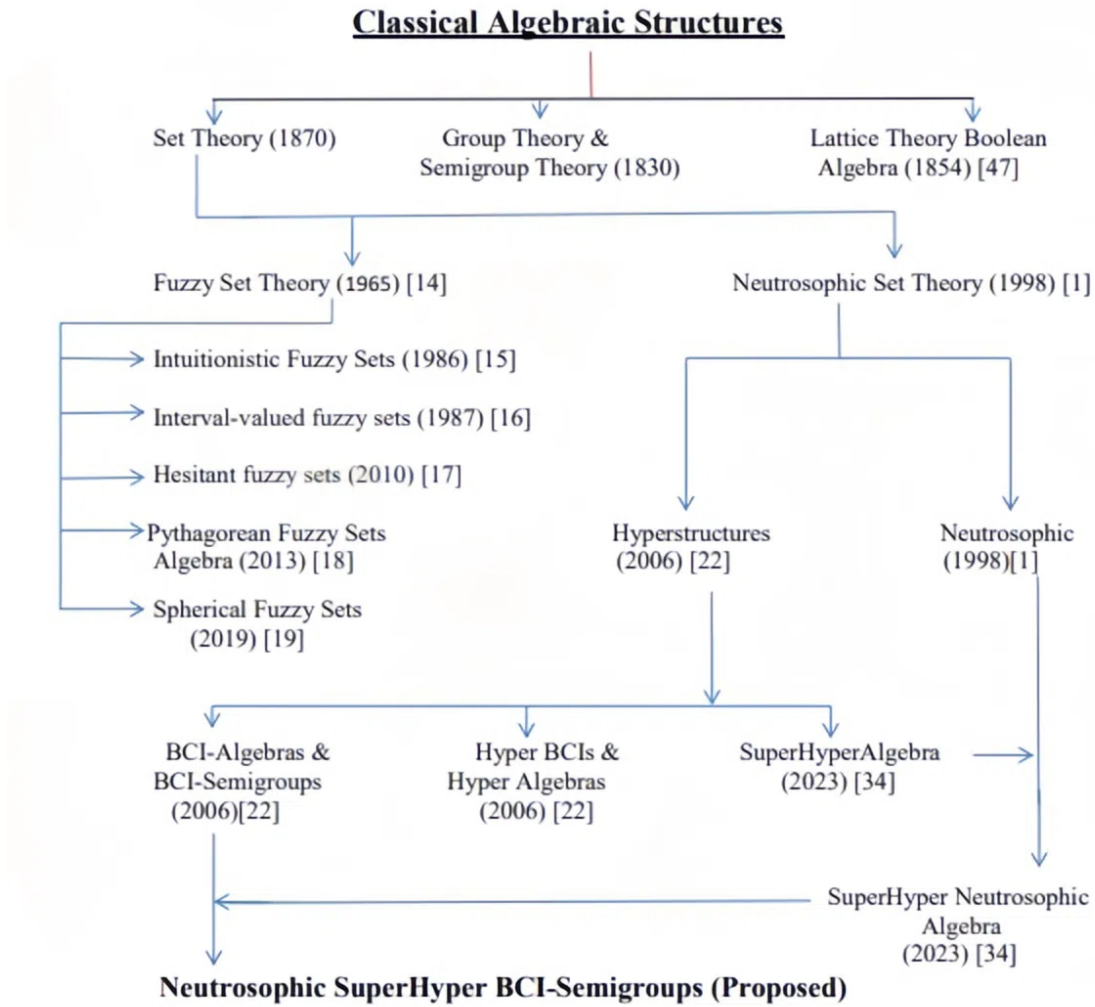 Classical Algebraic Structures
Set Theory (1870)
Group Theory &
Semigroup Theory (1830)
Lattice Theory Boolean
Algebra (1854) [47]
Fuzzy Set Theory (1965) [14]
Neutrosophic Set Theory (1998) [1]
Intuitionistic Fuzzy Sets (1986) [15]
Interval-valued fuzzy sets (1987) [16]
Hesitant fuzzy sets (2010) [17]
Pythagorean Fuzzy Sets
Algebra (2013) [18]
Spherical Fuzzy Sets
(2019) [19]
Hyperstructures
(2006) [22]
Neutrosophic
(1998)[1]
BCI-Algebras &
BCI-Semigroups
(2006)[22]
Hyper BCIs &
Hyper Algebras
(2006) [22]
SuperHyperAlgebra
(2023) [34]
SuperHyper Neutrosophic
Algebra
(2023) [34]
Neutrosophic SuperHyper BCI-Semigroups (Proposed)